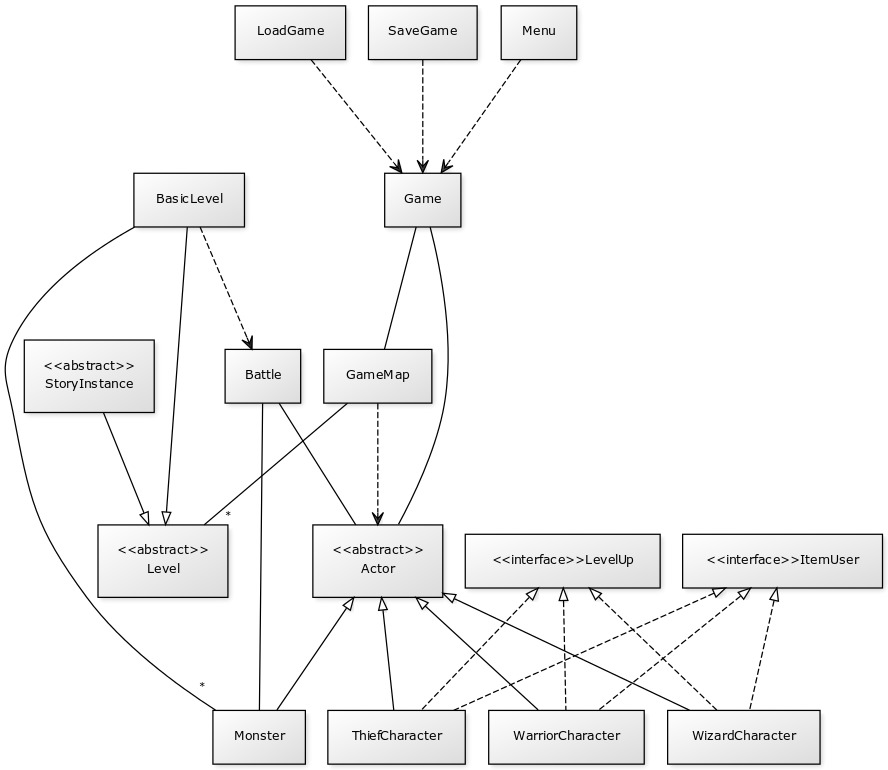 LoadGame
SaveGame
Menu
BasicLevel
Game
<<abstract>>
StoryInstance
Battle
GameMap
*
<<abstract>>
Level
<<abstract>>
Actor
<<interface>>LevelUp
<<interface>>ItemUser
*
Monster
ThiefCharacter
WarriorCharacter
WizardCharacter